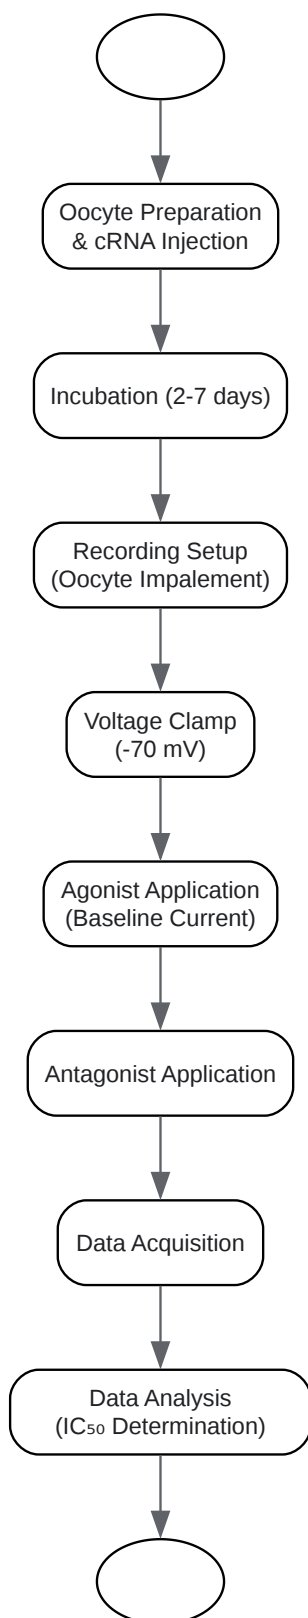 Oocyte Preparation
& cRNA Injection
Incubation (2-7 days)
Recording Setup
(Oocyte Impalement)
Voltage Clamp
(-70 mV)
Agonist Application
(Baseline Current)
Antagonist Application
Data Acquisition
Data Analysis
(IC₅₀ Determination)